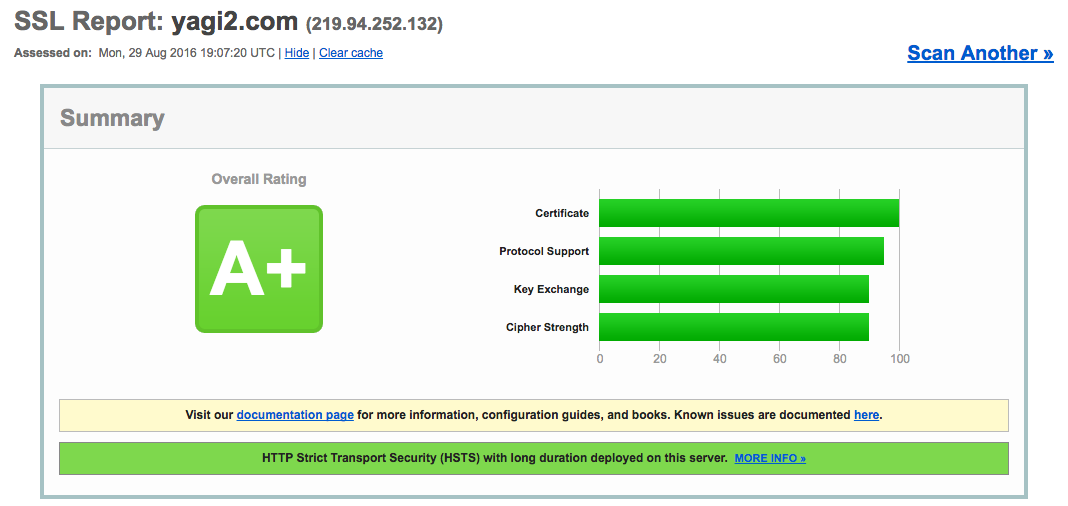 SSL Report: yagi2.com (219.94.252.132)
Assessed on: Mon, 29 Aug 2016 19:07:20 UTC | Hide | Clear cache
Scan Another »
Summary
Overall Rating
A+
Certificate
Protocol Support
Key Exchange
Cipher Strength
0 20 40 60 80 100
Visit our documentation page for more information, configuration guides, and books. Known issues are documented here.
HTTP Strict Transport Security (HSTS) with long duration deployed on this server. MORE INFO »